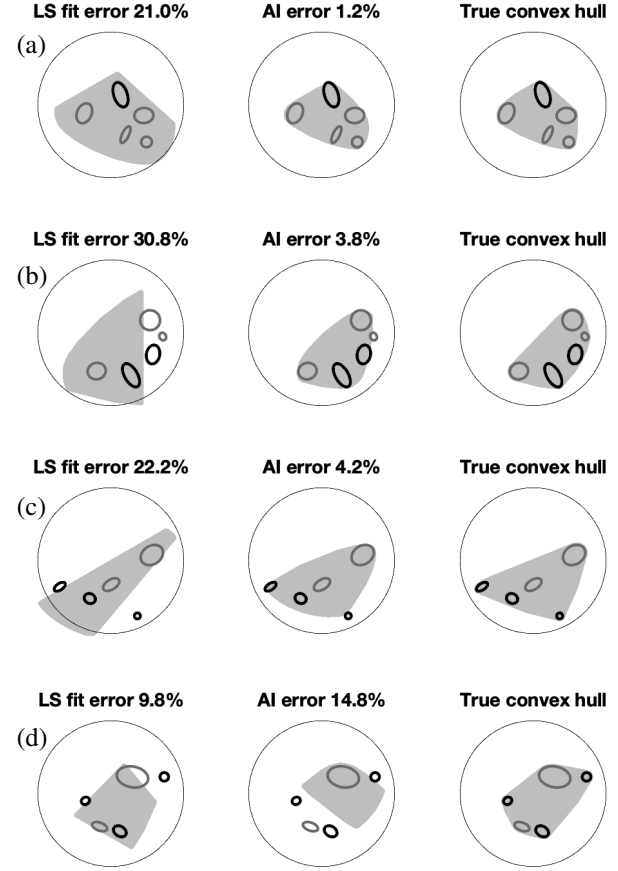 LS fit error 21.0% AI error 1.2% True convex hull
(a)
LS fit error 30.8% AI error 3.8% True convex hull
(b)
LS fit error 22.2% AI error 4.2% True convex hull
(c)
LS fit error 9.8% AI error 14.8% True convex hull
(d)